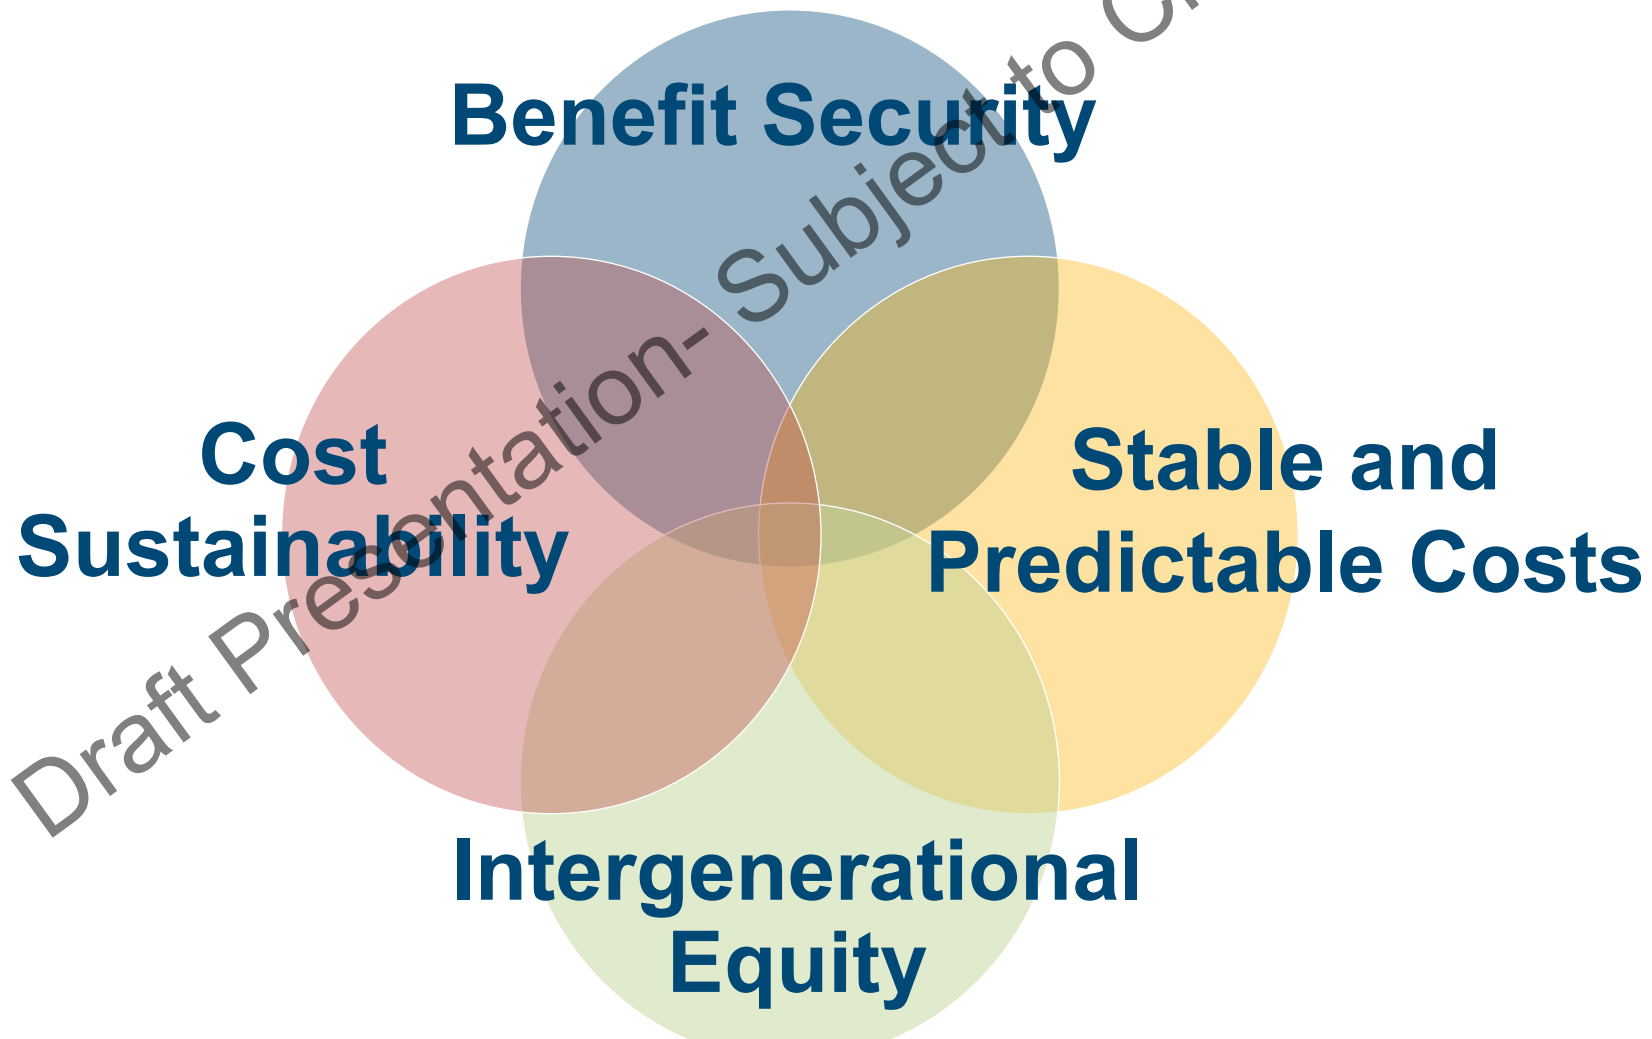 Benefit Security
Cost
Sustainability
Stable and
Predictable Costs
Intergenerational
Equity
Draft Presentation- Subject to